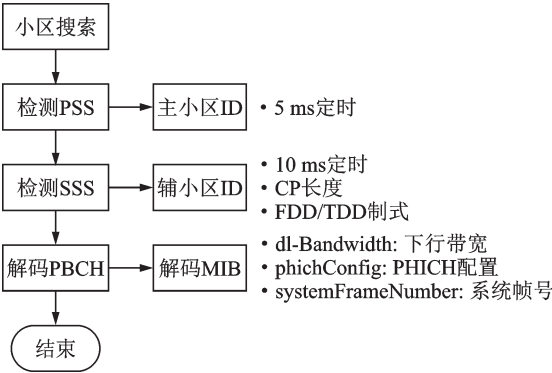 小区搜索
检测PSS
主小区ID
• 5 ms定时
检测SSS
辅小区ID
• 10 ms定时
• CP长度
• FDD/TDD制式
解码PBCH
解码MIB
• dl-Bandwidth: 下行带宽
• phichConfig: PHICH配置
• systemFrameNumber: 系统帧号
结束